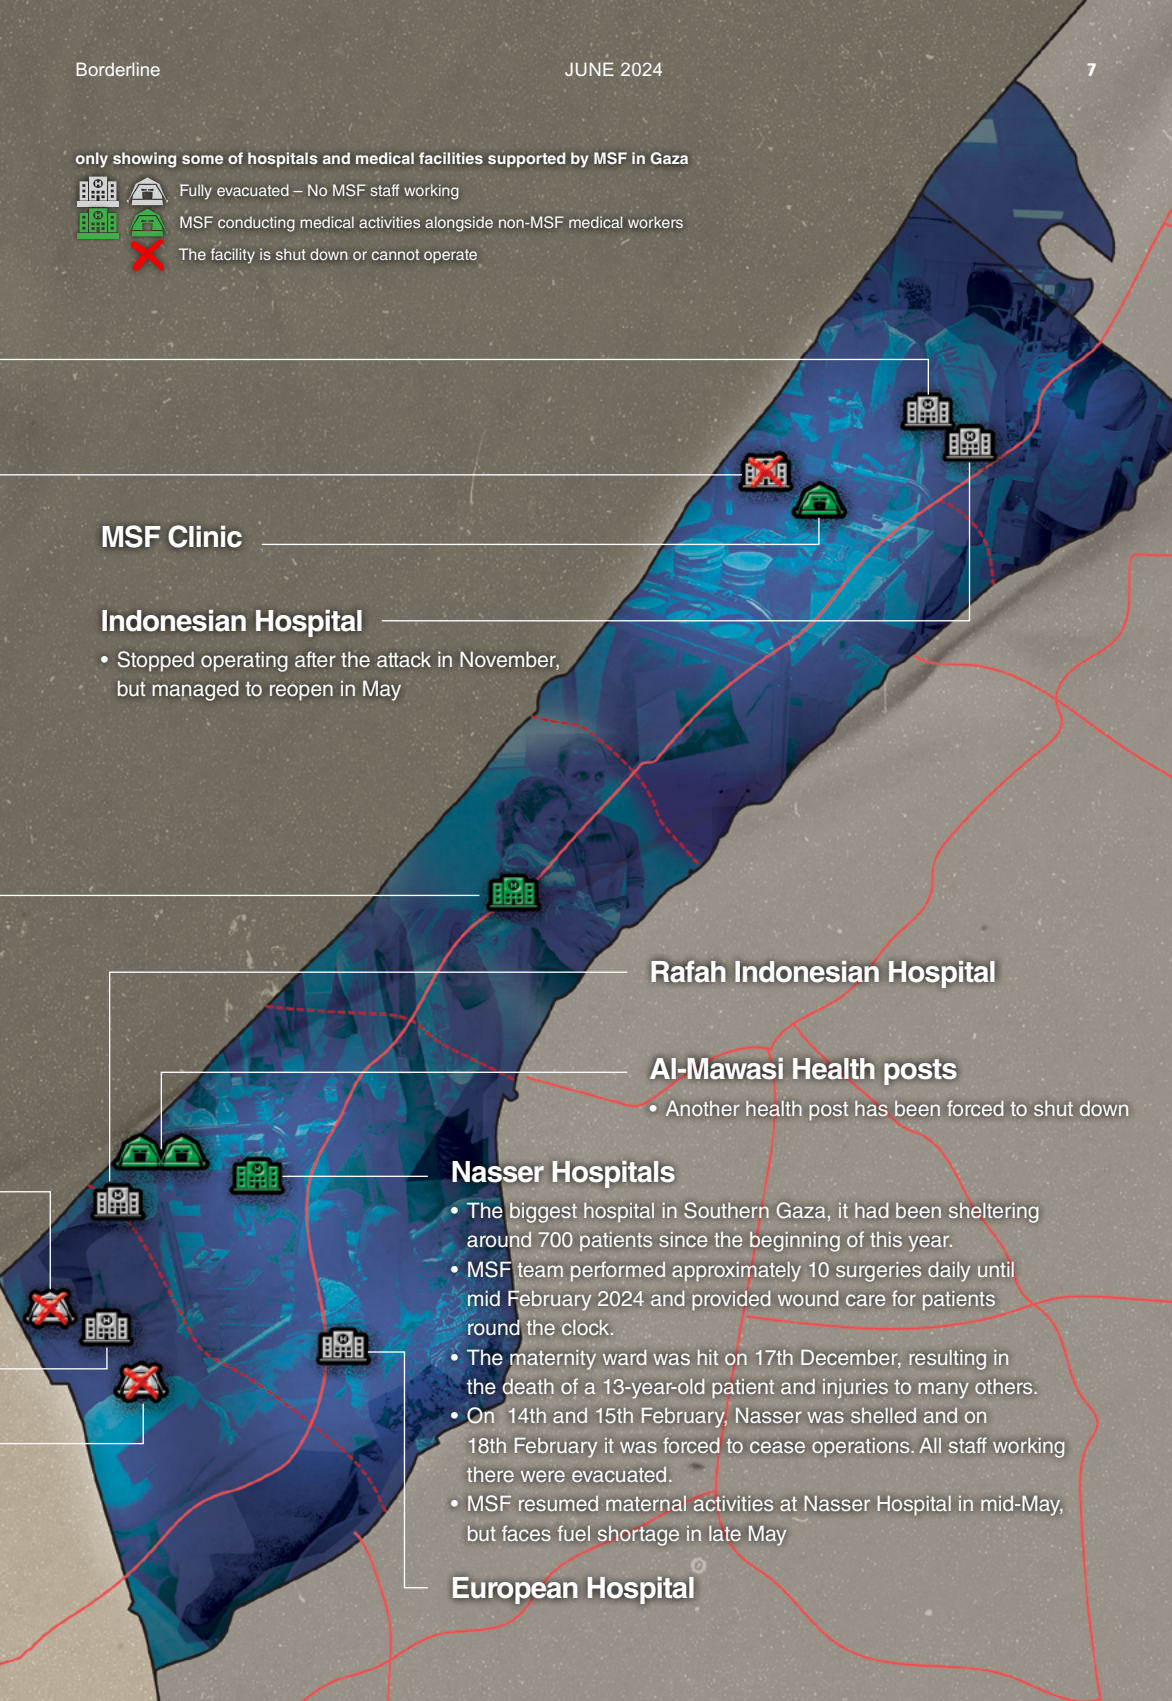 Borderline
JUNE 2024
7
only showing some of hospitals and medical facilities supported by MSF in Gaza
Fully evacuated – No MSF staff working
MSF conducting medical activities alongside non-MSF medical workers
The facility is shut down or cannot operate
MSF Clinic
Indonesian Hospital
• Stopped operating after the attack in November,
but managed to reopen in May
Rafah Indonesian Hospital
Al-Mawasi Health posts
• Another health post has been forced to shut down
Nasser Hospitals
• The biggest hospital in Southern Gaza, it had been sheltering
around 700 patients since the beginning of this year.
• MSF team performed approximately 10 surgeries daily until
mid February 2024 and provided wound care for patients
round the clock.
• The maternity ward was hit on 17th December, resulting in
the death of a 13-year-old patient and injuries to many others.
• On 14th and 15th February, Nasser was shelled and on
18th February it was forced to cease operations. All staff working
there were evacuated.
• MSF resumed maternal activities at Nasser Hospital in mid-May,
but faces fuel shortage in late May
European Hospital